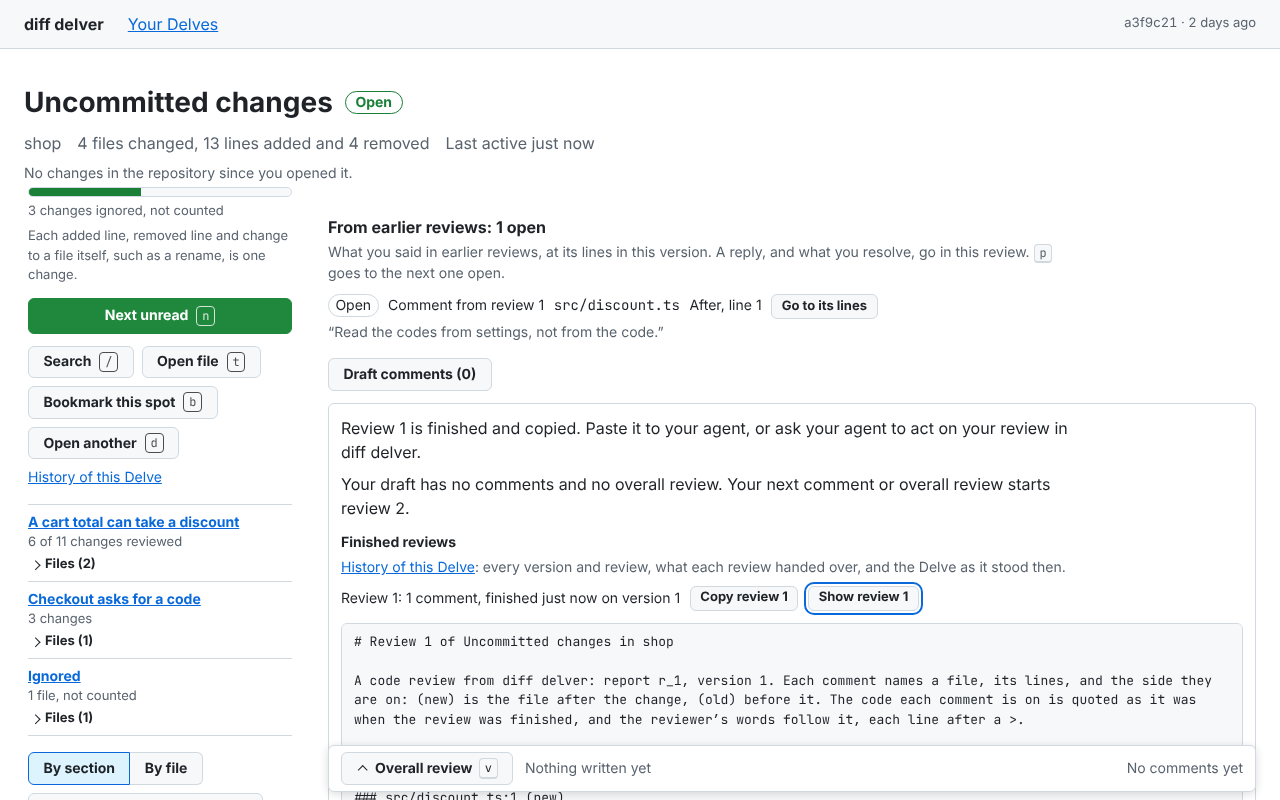 diff delver Your Delves a3f9c21 · 2 days ago
Uncommitted changes Open
shop 4 files changed, 13 lines added and 4 removed Last active just now
No changes in the repository since you opened it.
3 changes ignored, not counted
Each added line, removed line and change
to a file itself, such as a rename, is one
change.
Next unread n
Search / Open file t
Bookmark this spot b
Open another d
History of this Delve
A cart total can take a discount
6 of 11 changes reviewed
Files (2)
Checkout asks for a code
3 changes
Files (1)
Ignored
1 file, not counted
Files (1)
By section By file
From earlier reviews: 1 open
What you said in earlier reviews, at its lines in this version. A reply, and what you resolve, go in this review. p
goes to the next one open.
Open Comment from review 1 src/discount.ts After, line 1 Go to its lines
“Read the codes from settings, not from the code.”
Draft comments (0)
Review 1 is finished and copied. Paste it to your agent, or ask your agent to act on your review in
diff delver.
Your draft has no comments and no overall review. Your next comment or overall review starts
review 2.
Finished reviews
History of this Delve: every version and review, what each review handed over, and the Delve as it stood then.
Review 1: 1 comment, finished just now on version 1 Copy review 1 Show review 1
# Review 1 of Uncommitted changes in shop
A code review from diff delver: report r_1, version 1. Each comment names a file, its lines, and the side they
are on: (new) is the file after the change, (old) before it. The code each comment is on is quoted as it was
when the review was finished, and the reviewer’s words follow it, each line after a >.
Overall review v Nothing written yet No comments yet
### src/discount.ts:1 (new)